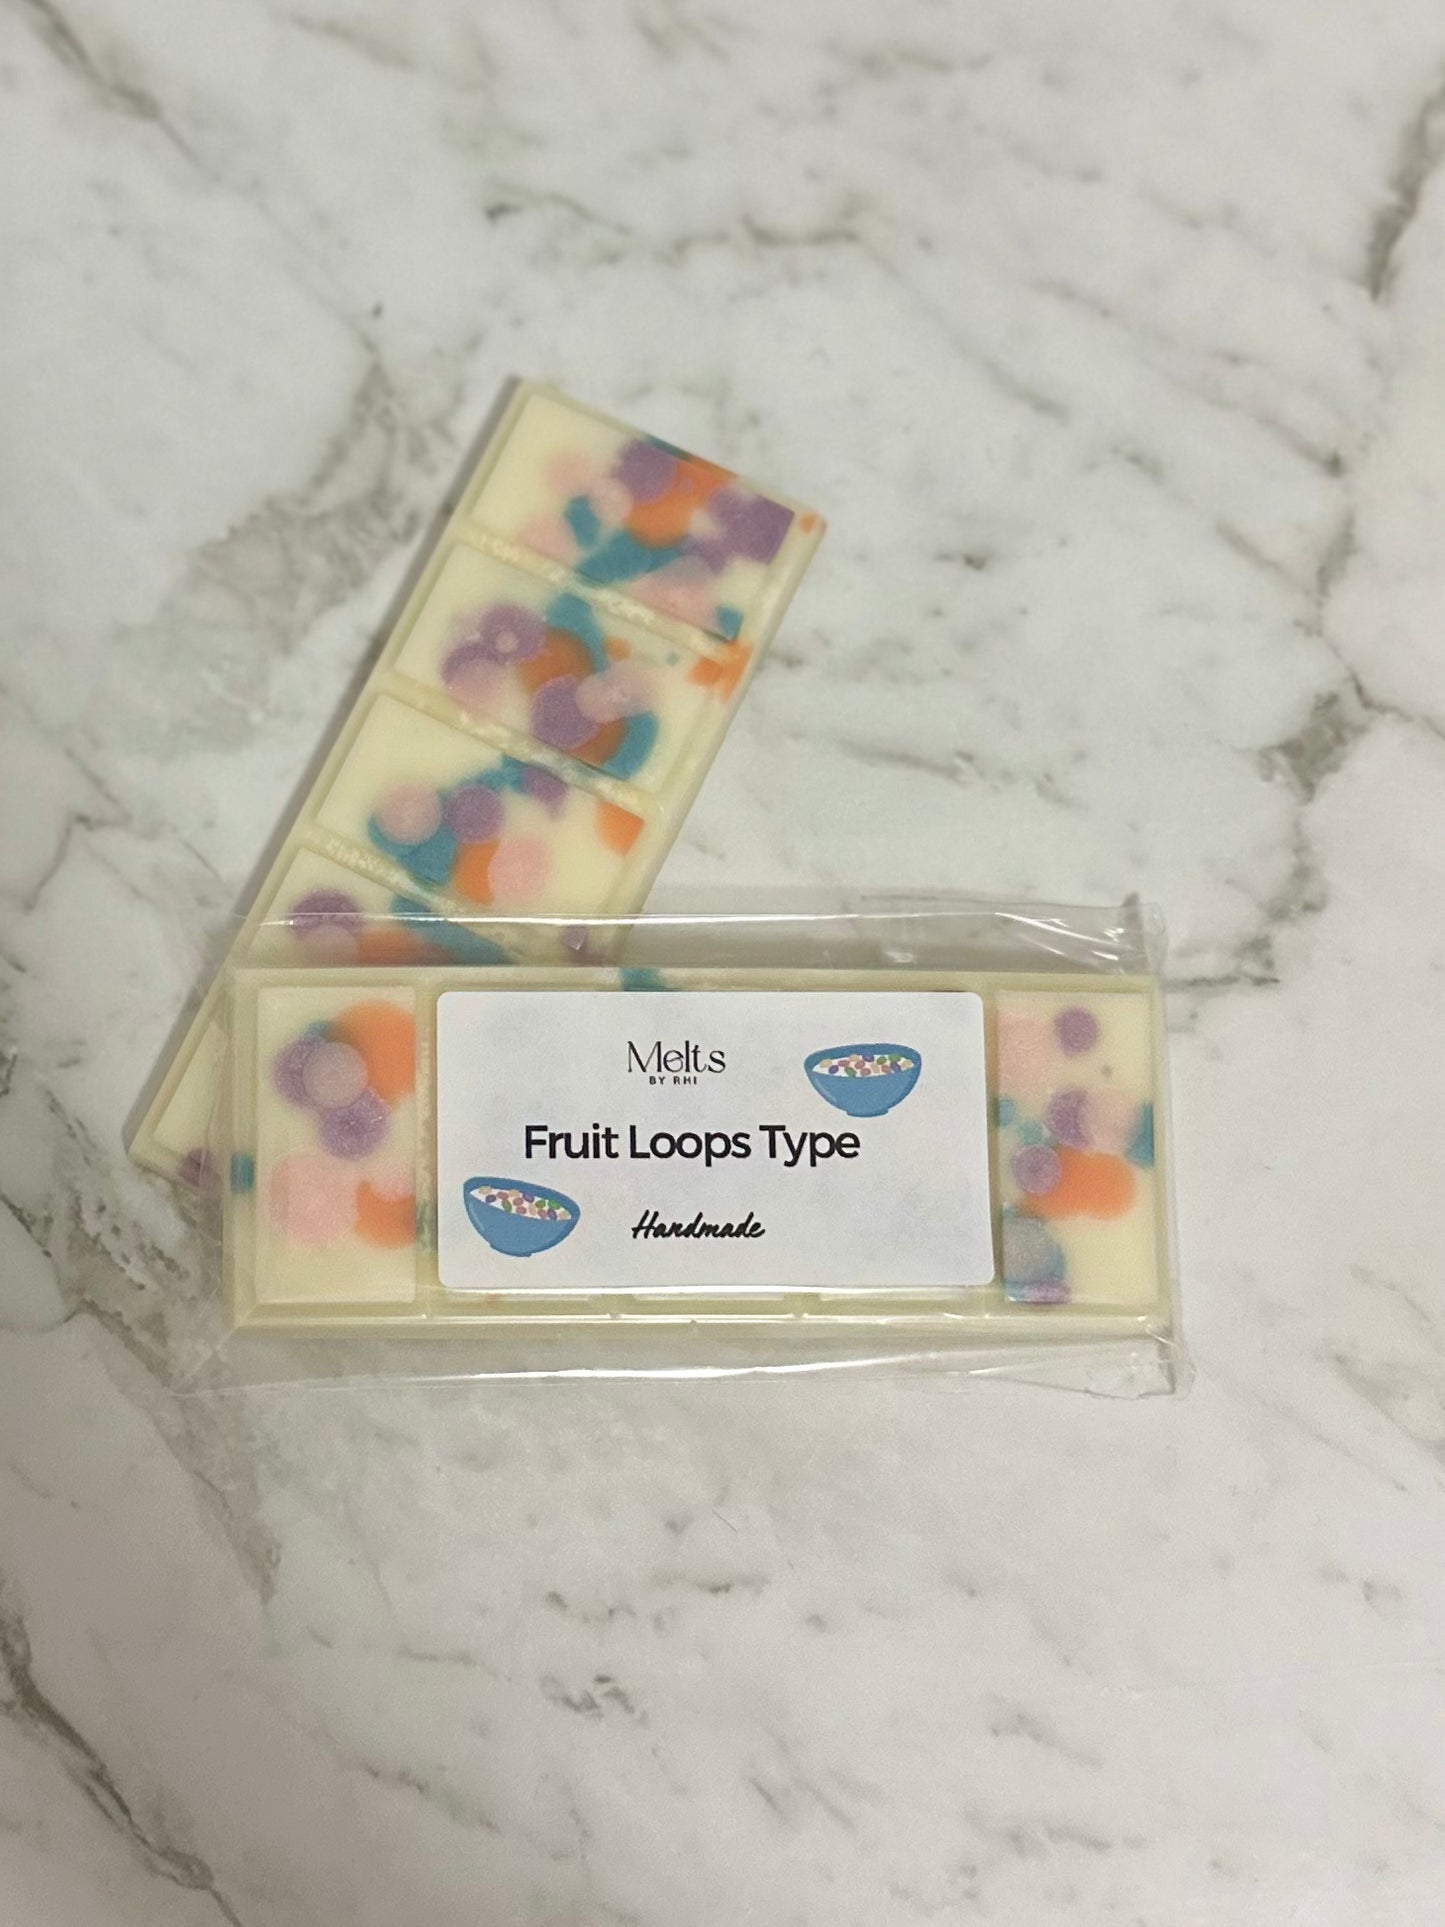 Melts
BY RHI
Fruit Loops Type
Handmade